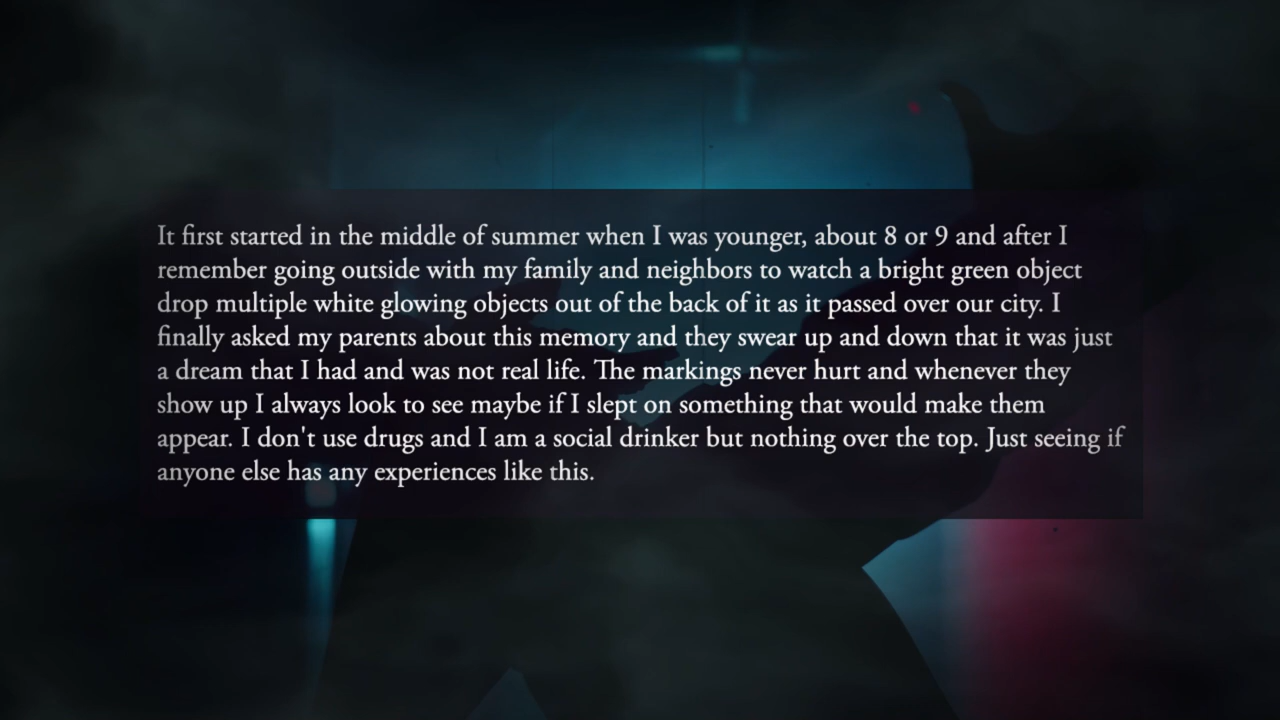 It first started in the middle of summer when I was younger, about 8 or 9 and after I
remember going outside with my family and neighbors to watch a bright green object
drop multiple white glowing objects out of the back of it as it passed over our city. I
finally asked my parents about this memory and they swear up and down that it was just
a dream that I had and was not real life. The markings never hurt and whenever they
show up I always look to see maybe if I slept on something that would make them
appear. I don't use drugs and I am a social drinker but nothing over the top. Just seeing if
anyone else has any experiences like this.